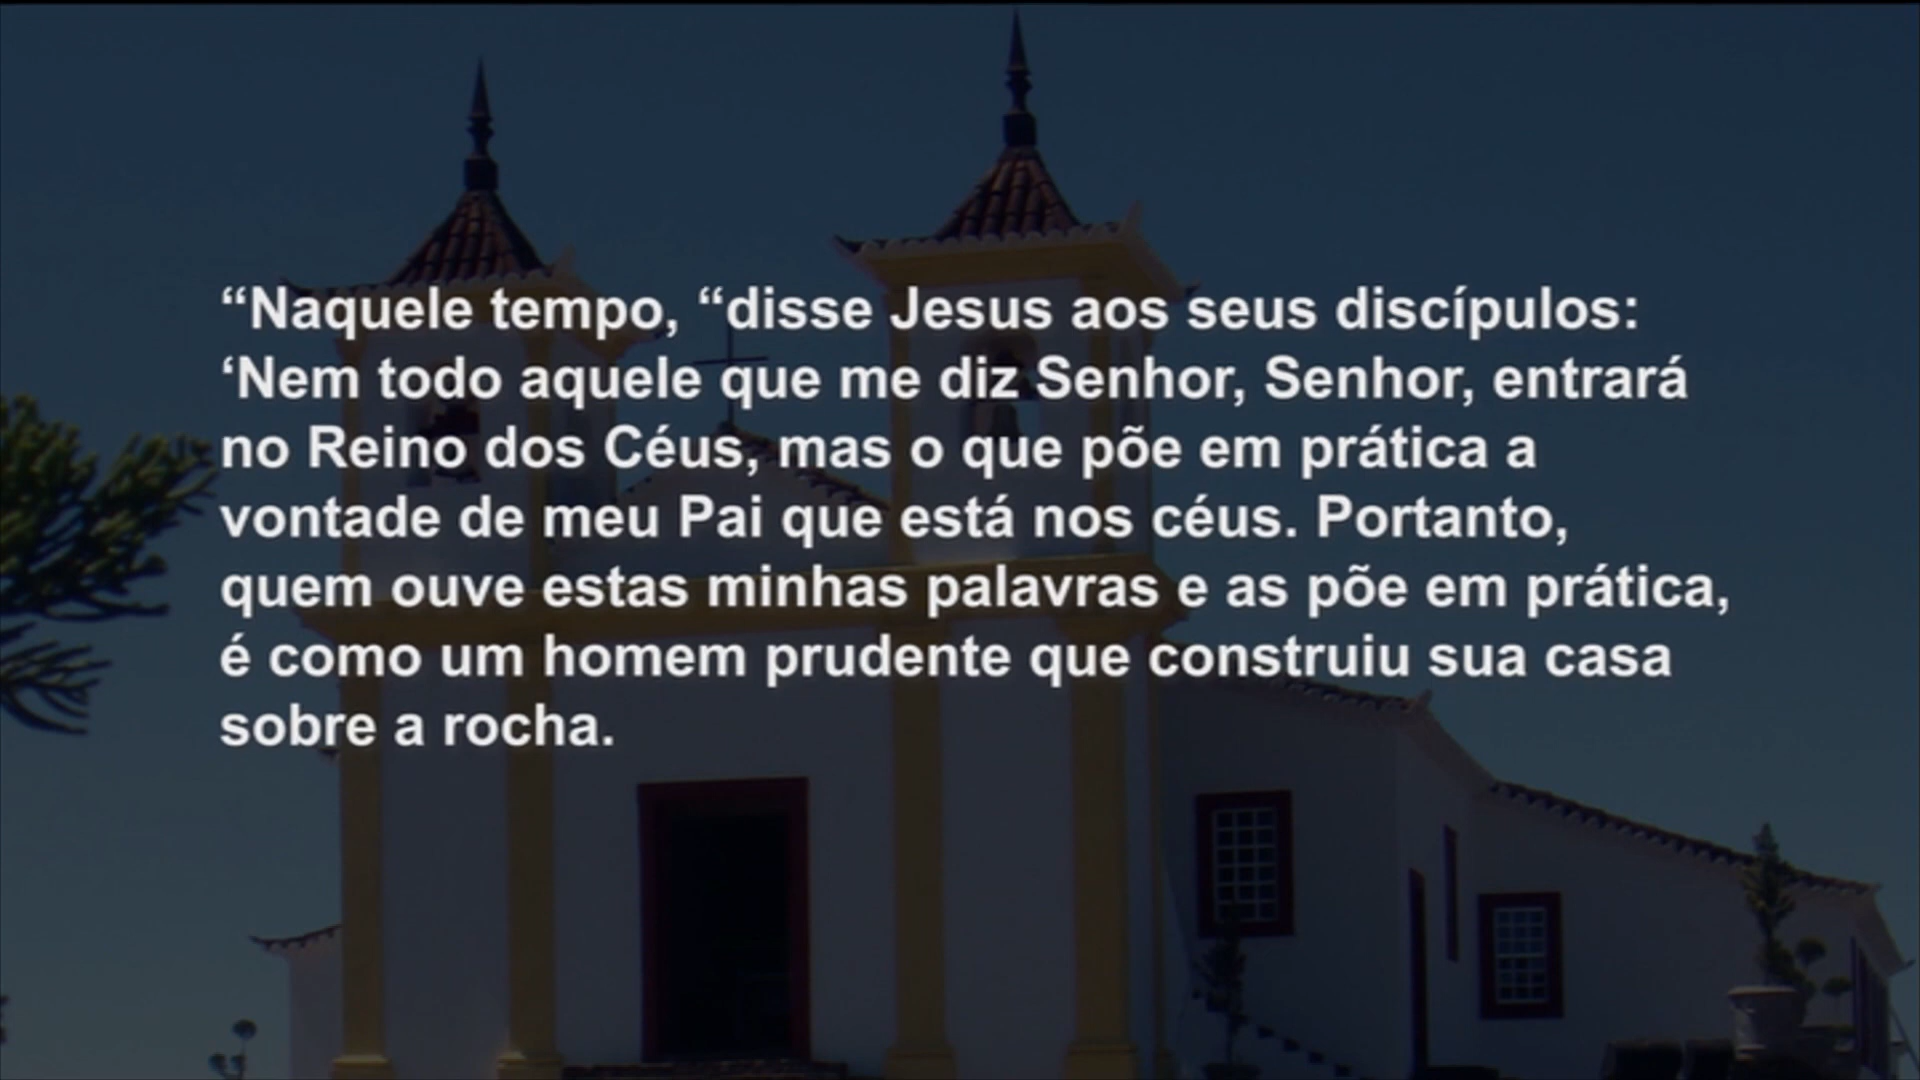 “Naquele tempo, “disse Jesus aos seus discípulos:
‘Nem todo aquele que me diz Senhor, Senhor, entrará
no Reino dos Céus, mas o que põe em prática a
vontade de meu Pai que está nos céus. Portanto,
quem ouve estas minhas palavras e as põe em prática,
é como um homem prudente que construiu sua casa
sobre a rocha.